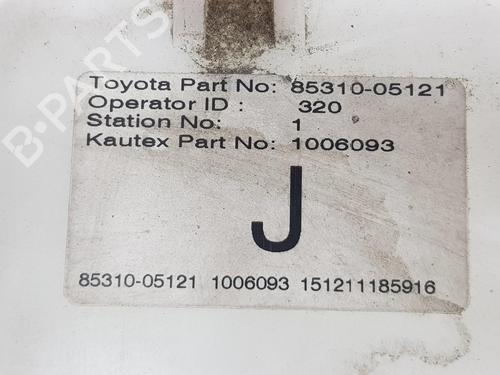 B-PARTS
Toyota Part No: 85310-05121
Operator ID : 320
Station No: 1
Kautex Part No: 1006093
J
85310-05121 1006093 151211185916